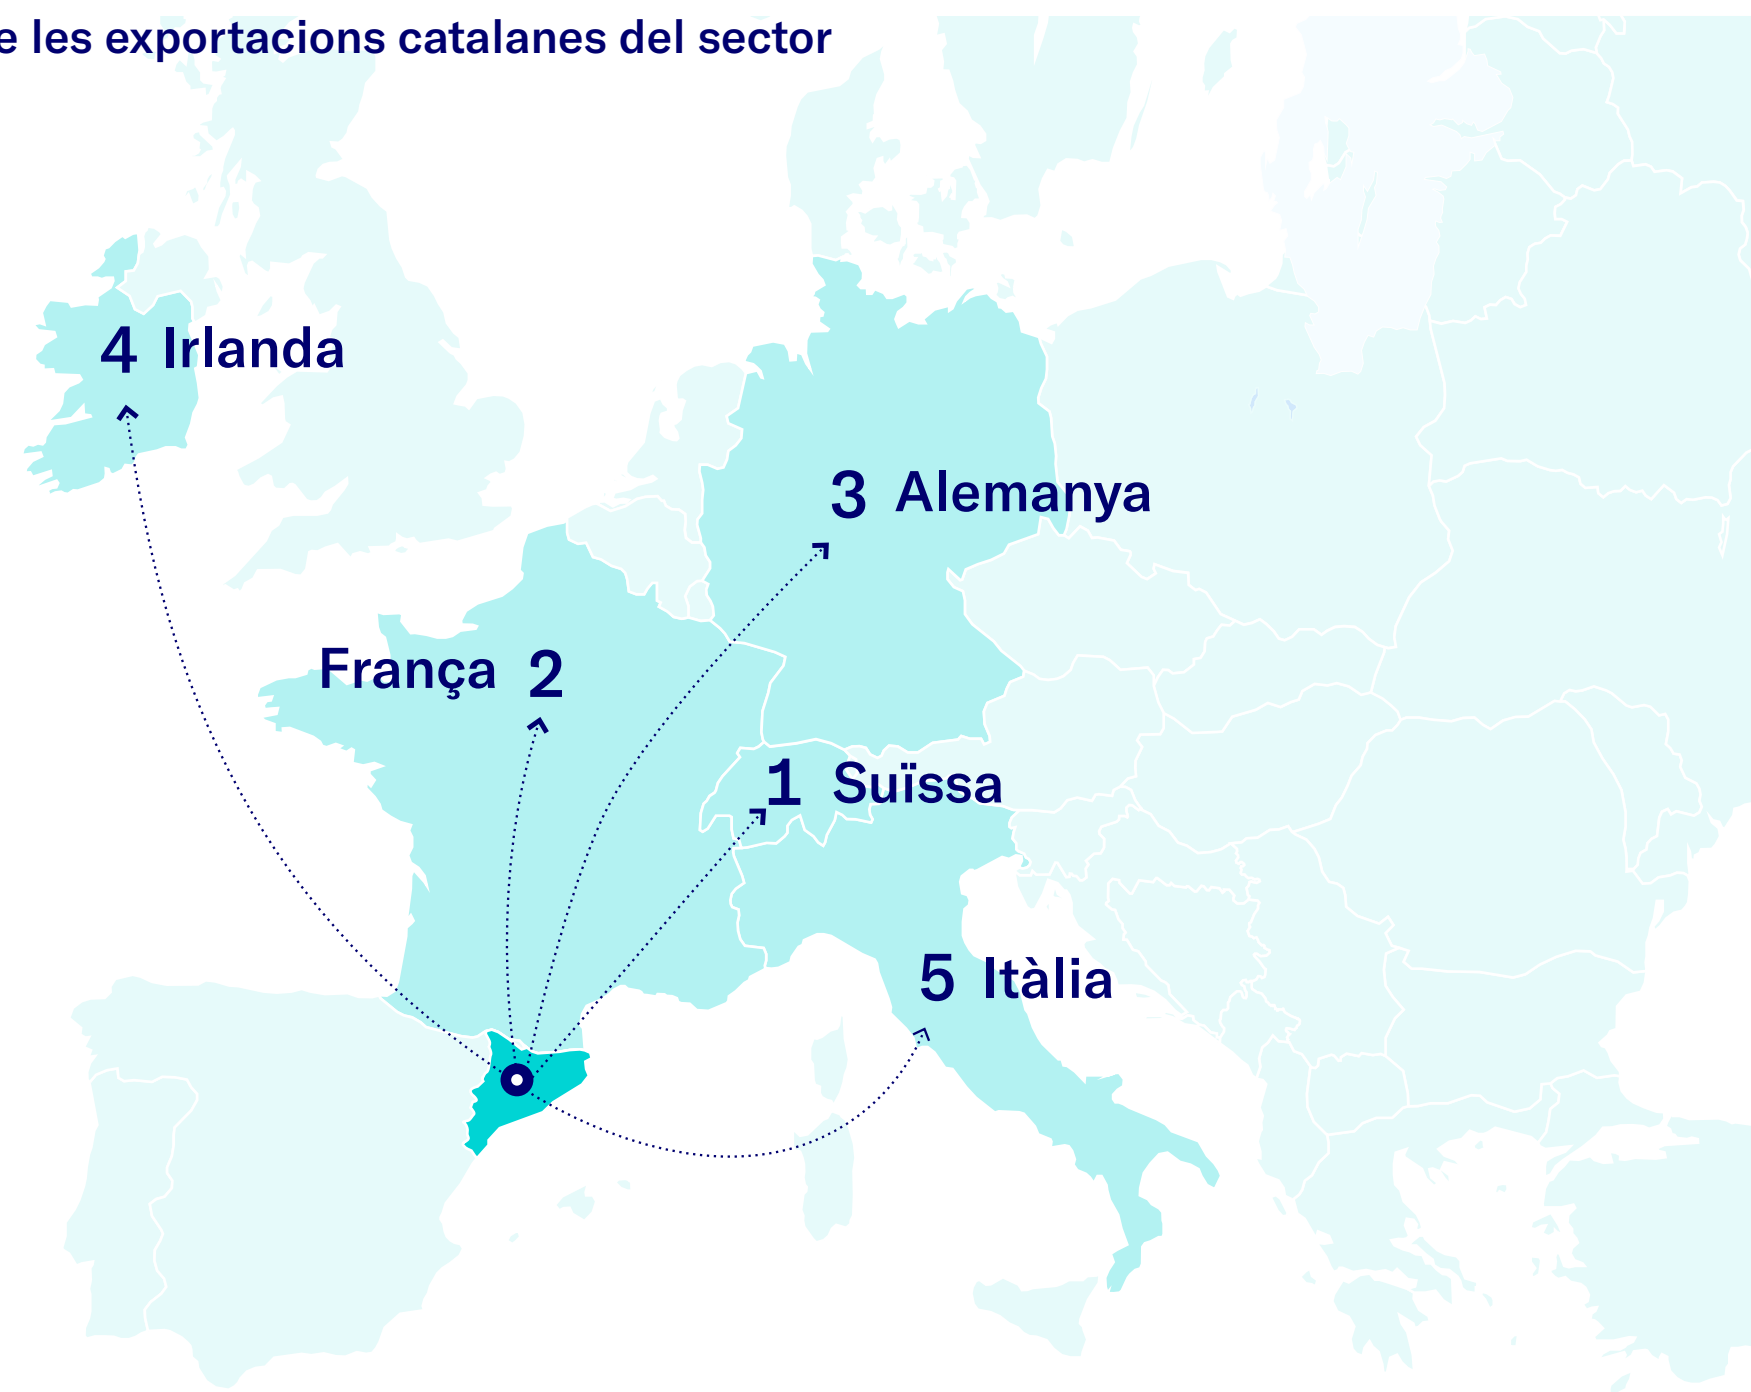 e les exportacions catalanes del sector
4 Irlanda
3 Alemanya
França 2
1 Suïssa
5 Itàlia